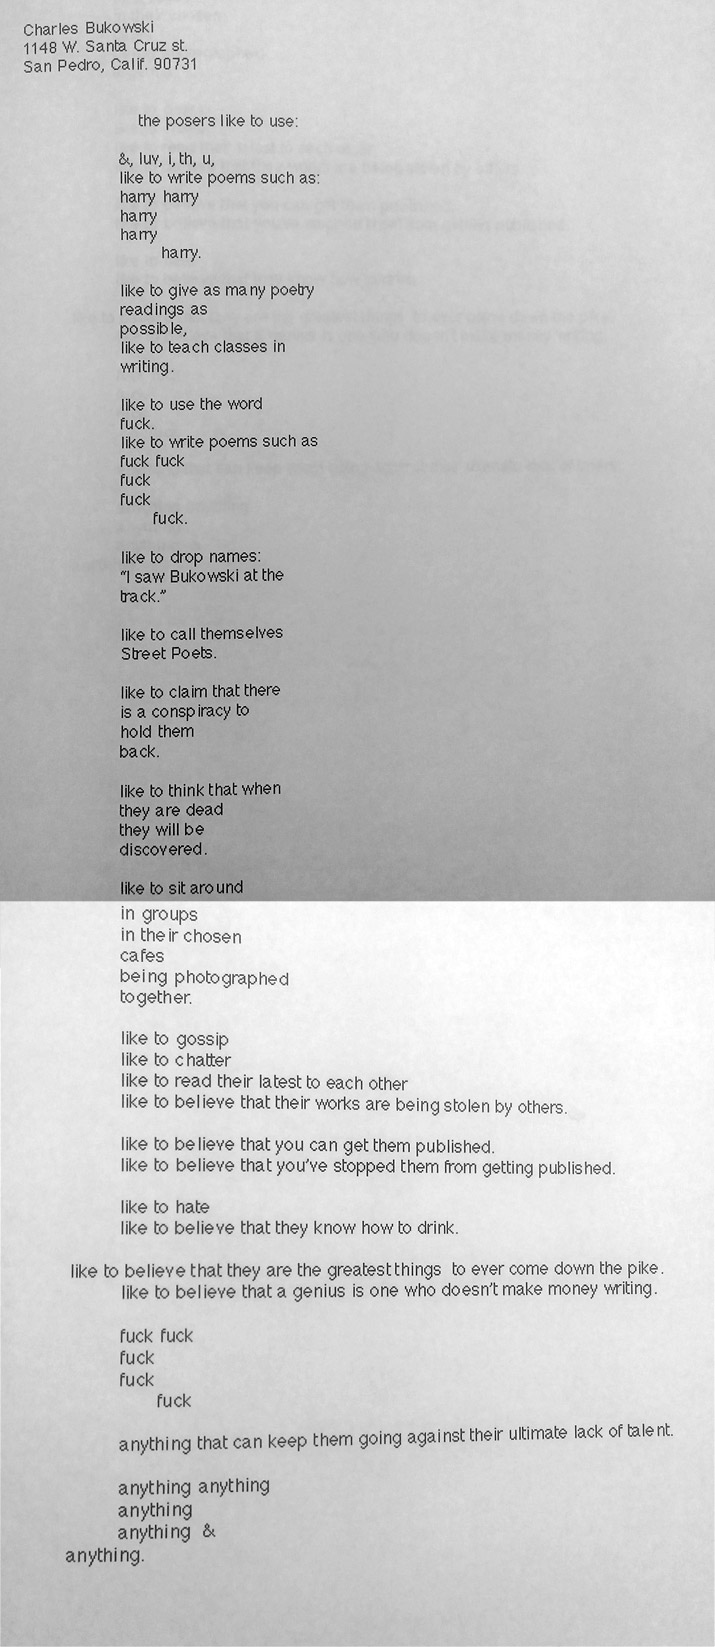 Charles Bukowski
1148 W. Santa Cruz st.
San Pedro, Calif. 90731
the posers like to use:
&, luv, i, th, u,
like to write poems such as:
harry harry
harry
harry
harry.
like to give as many poetry
readings as
possible,
like to teach classes in
writing.
like to use the word
fuck.
like to write poems such as
fuck fuck
fuck
fuck
fuck.
like to drop names:
“I saw Bukowski at the
track.”
like to call themselves
Street Poets.
like to claim that there
is a conspiracy to
hold them
back.
like to think that when
they are dead
they will be
discovered.
like to sit around
in groups
in their chosen
cafes
being photographed
together.
like to gossip
like to chatter
like to read their latest to each other
like to believe that their works are being stolen by others.
like to believe that you can get them published.
like to believe that you’ve stopped them from getting published.
like to hate
like to believe that they know how to drink.
like to believe that they are the greatest things to ever come down the pike.
like to believe that a genius is one who doesn’t make money writing.
fuck fuck
fuck
fuck
fuck
anything that can keep them going against their ultimate lack of talent.
anything anything
anything
anything &
anything.